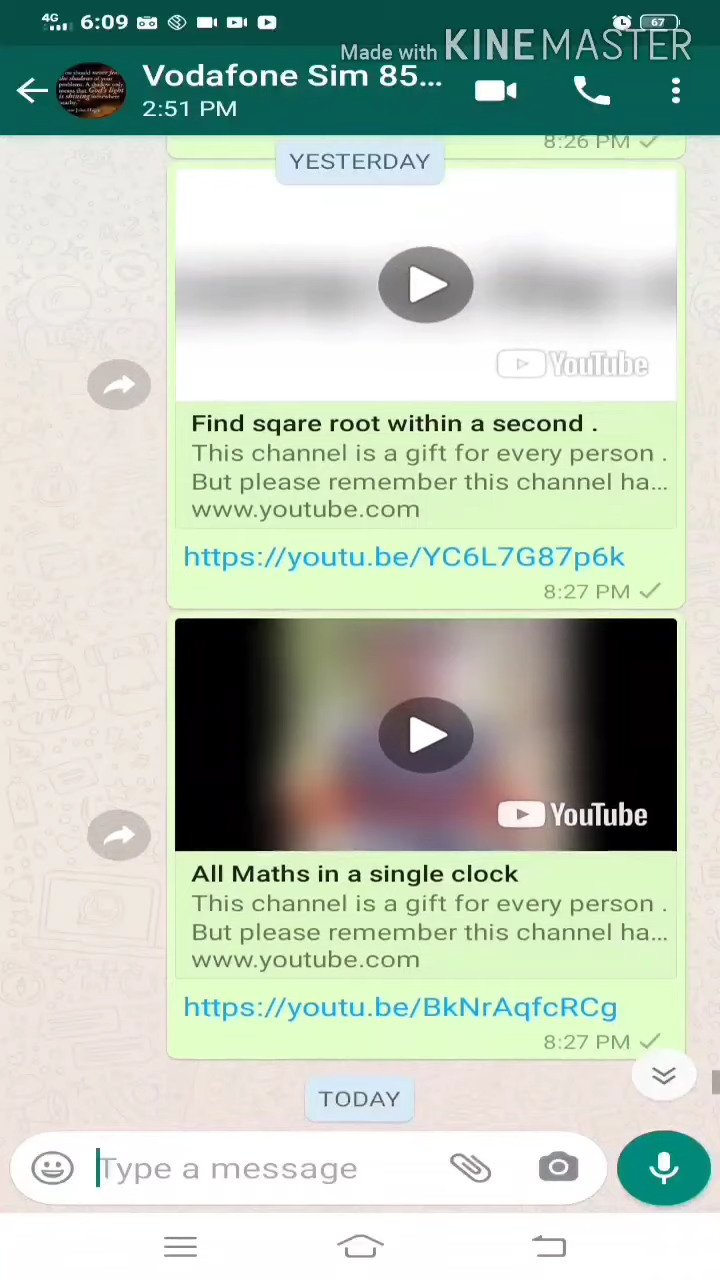 4G 6:09 67
Made with KINEMASTER
Vodafone Sim 85...
2:51 PM
8:26 PM
YESTERDAY
YouTube
Find sqare root within a second .
This channel is a gift for every person .
But please remember this channel ha...
www.youtube.com
https://youtu.be/YC6L7G87p6k
8:27 PM
YouTube
All Maths in a single clock
This channel is a gift for every person .
But please remember this channel ha...
www.youtube.com
https://youtu.be/BkNrAqfcRCg
8:27 PM
TODAY
Type a message